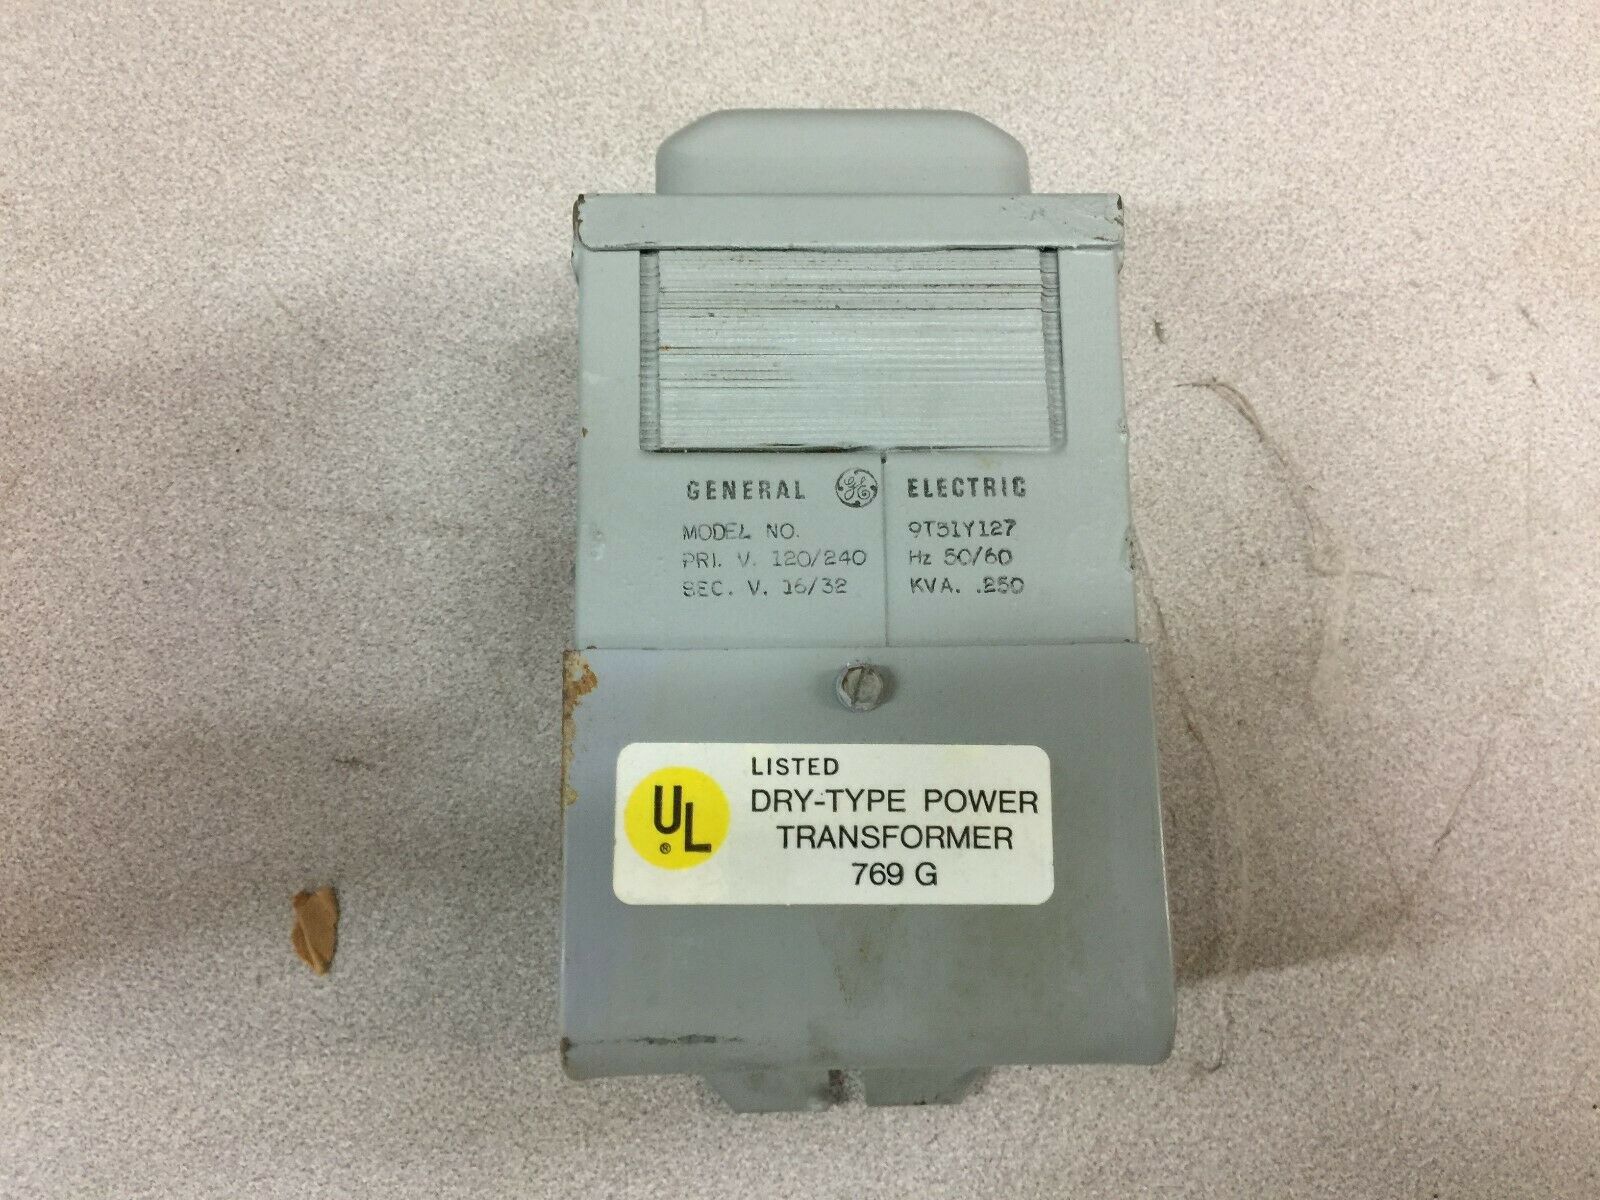 GENERAL GE ELECTRIC
MODEL NO. 9T51Y127
PRI. V. 120/240 Hz 50/60
SEC. V. 16/32 KVA. .250
UL ®
LISTED
DRY-TYPE POWER
TRANSFORMER
769 G